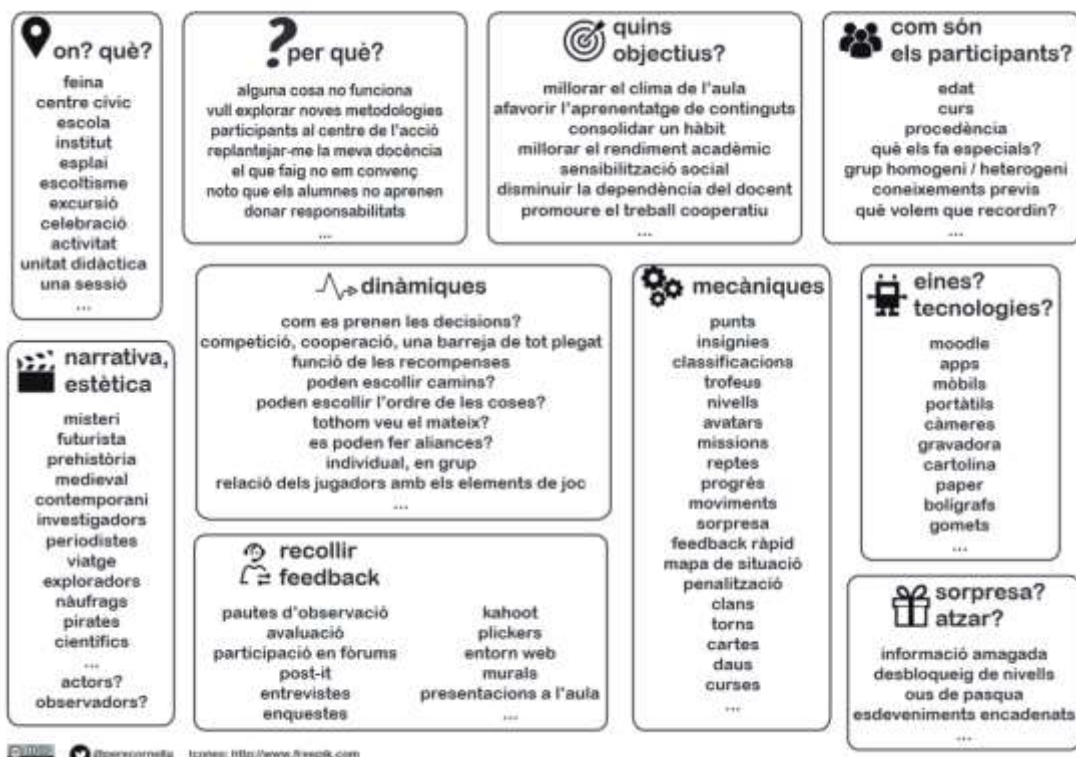 on? què?
feina
centre cívic
escola
institut
esplai
escoltisme
excursió
celebració
activitat
unitat didàctica
una sessió
...
per què?
alguna cosa no funciona
vull explorar noves metodologies
participants al centre de l'acció
replantejar-me la meva docència
el que faig no em convenç
noto que els alumnes no aprenen
donar responsabilitats
...
quins
objectius?
millorar el clima de l'aula
afavorir l'aprenentatge de continguts
consolidar un hàbit
millorar el rendiment acadèmic
sensibilització social
disminuir la dependència del docent
promoure el treball cooperatiu
...
com són
els participants?
edat
curs
procedència
què els fa especials?
grup homogeni / heterogeni
coneixements previs
què volem que recordin?
...
narrativa,
estètica
misteri
futurista
prehistòria
medieval
contemporani
investigadors
periodistes
viatge
exploradors
nàufrags
pirates
científics
...
actors?
observadors?
dinàmiques
com es prenen les decisions?
competició, cooperació, una barreja de tot plegat
funció de les recompenses
poden escollir camins?
poden escollir l'ordre de les coses?
tothom veu el mateix?
es poden fer aliances?
individual, en grup
relació dels jugadors amb els elements de joc
...
recollir
feedback
pautes d'observació
avaluació
participació en fòrums
post-it
entrevistes
enquestes
kahoot
plickers
entorn web
murals
presentacions a l'aula
...
mecàniques
punts
insígnies
classificacions
trofeus
nivells
avatars
missions
reptes
progrés
moviments
sorpresa
feedback ràpid
mapa de situació
penalització
clans
torns
cartes
daus
curses
...
eines?
tecnologies?
moodle
apps
mòbils
portàtils
càmeres
gravadora
cartolina
paper
bolígrafs
gomets
...
sorpresa?
atzar?
informació amagada
desbloqueig de nivells
ous de pasqua
esdeveniments encadenats
...
@perecornella Icones: http://www.freepik.com